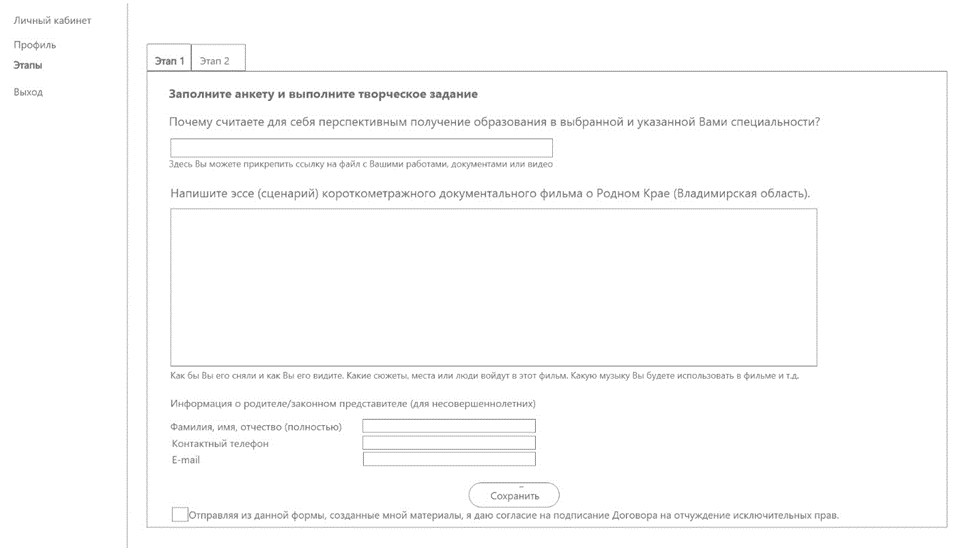 Личный кабинет
Профиль
Этапы
Выход
Этап 1
Этап 2
Заполните анкету и выполните творческое задание
Почему считаете для себя перспективным получение образования в выбранной и указанной Вами специальности?
Здесь Вы можете прикрепить ссылку на файл с Вашими работами, документами или видео
Напишите эссе (сценарий) короткометражного документального фильма о Родном Крае (Владимирская область).
Как бы Вы его сняли и как Вы его видите. Какие сюжеты, места или люди войдут в этот фильм. Какую музыку Вы будете использовать в фильме и т.д.
Информация о родителе/законном представителе (для несовершеннолетних)
Фамилия, имя, отчество (полностью)
Контактный телефон
E-mail
Сохранить
Отправляя из данной формы, созданные мной материалы, я даю согласие на подписание Договора на отчуждение исключительных прав.